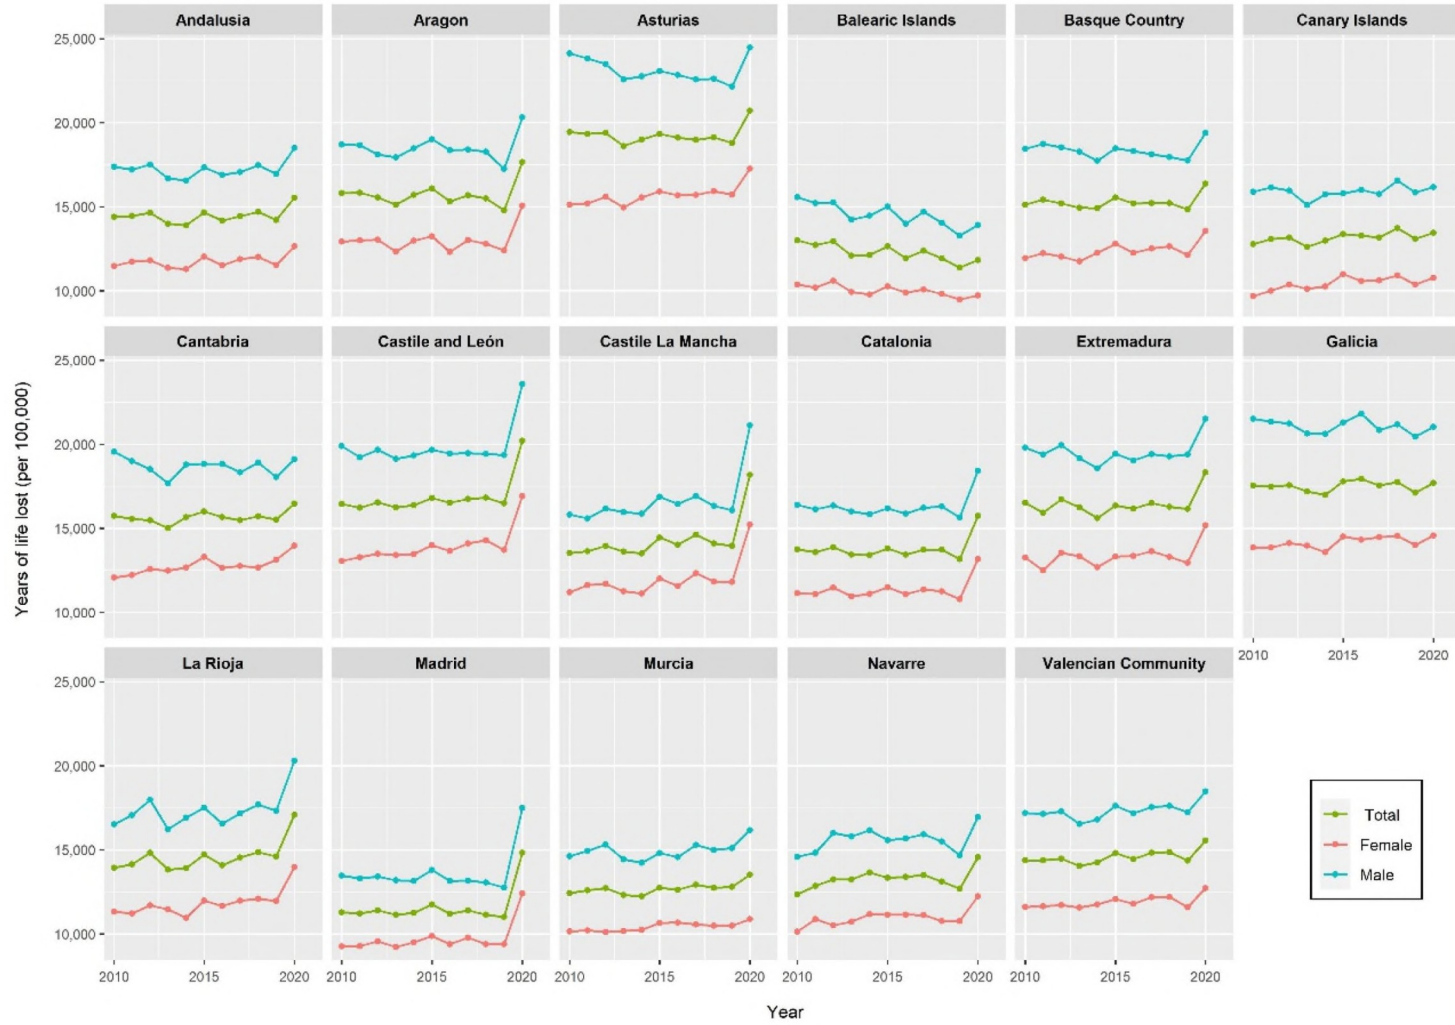 Andalusia
Aragon
Asturias
Balearic Islands
Basque Country
Canary Islands
25,000
20,000
15,000
10,000
Cantabria
Castile and León
Castile La Mancha
Catalonia
Extremadura
Galicia
25,000
20,000
15,000
10,000
Years of life lost (per 100,000)
2010 2015 2020
La Rioja
Madrid
Murcia
Navarre
Valencian Community
25,000
20,000
15,000
10,000
2010 2015 2020
2010 2015 2020
2010 2015 2020
2010 2015 2020
2010 2015 2020
Year
Total
Female
Male